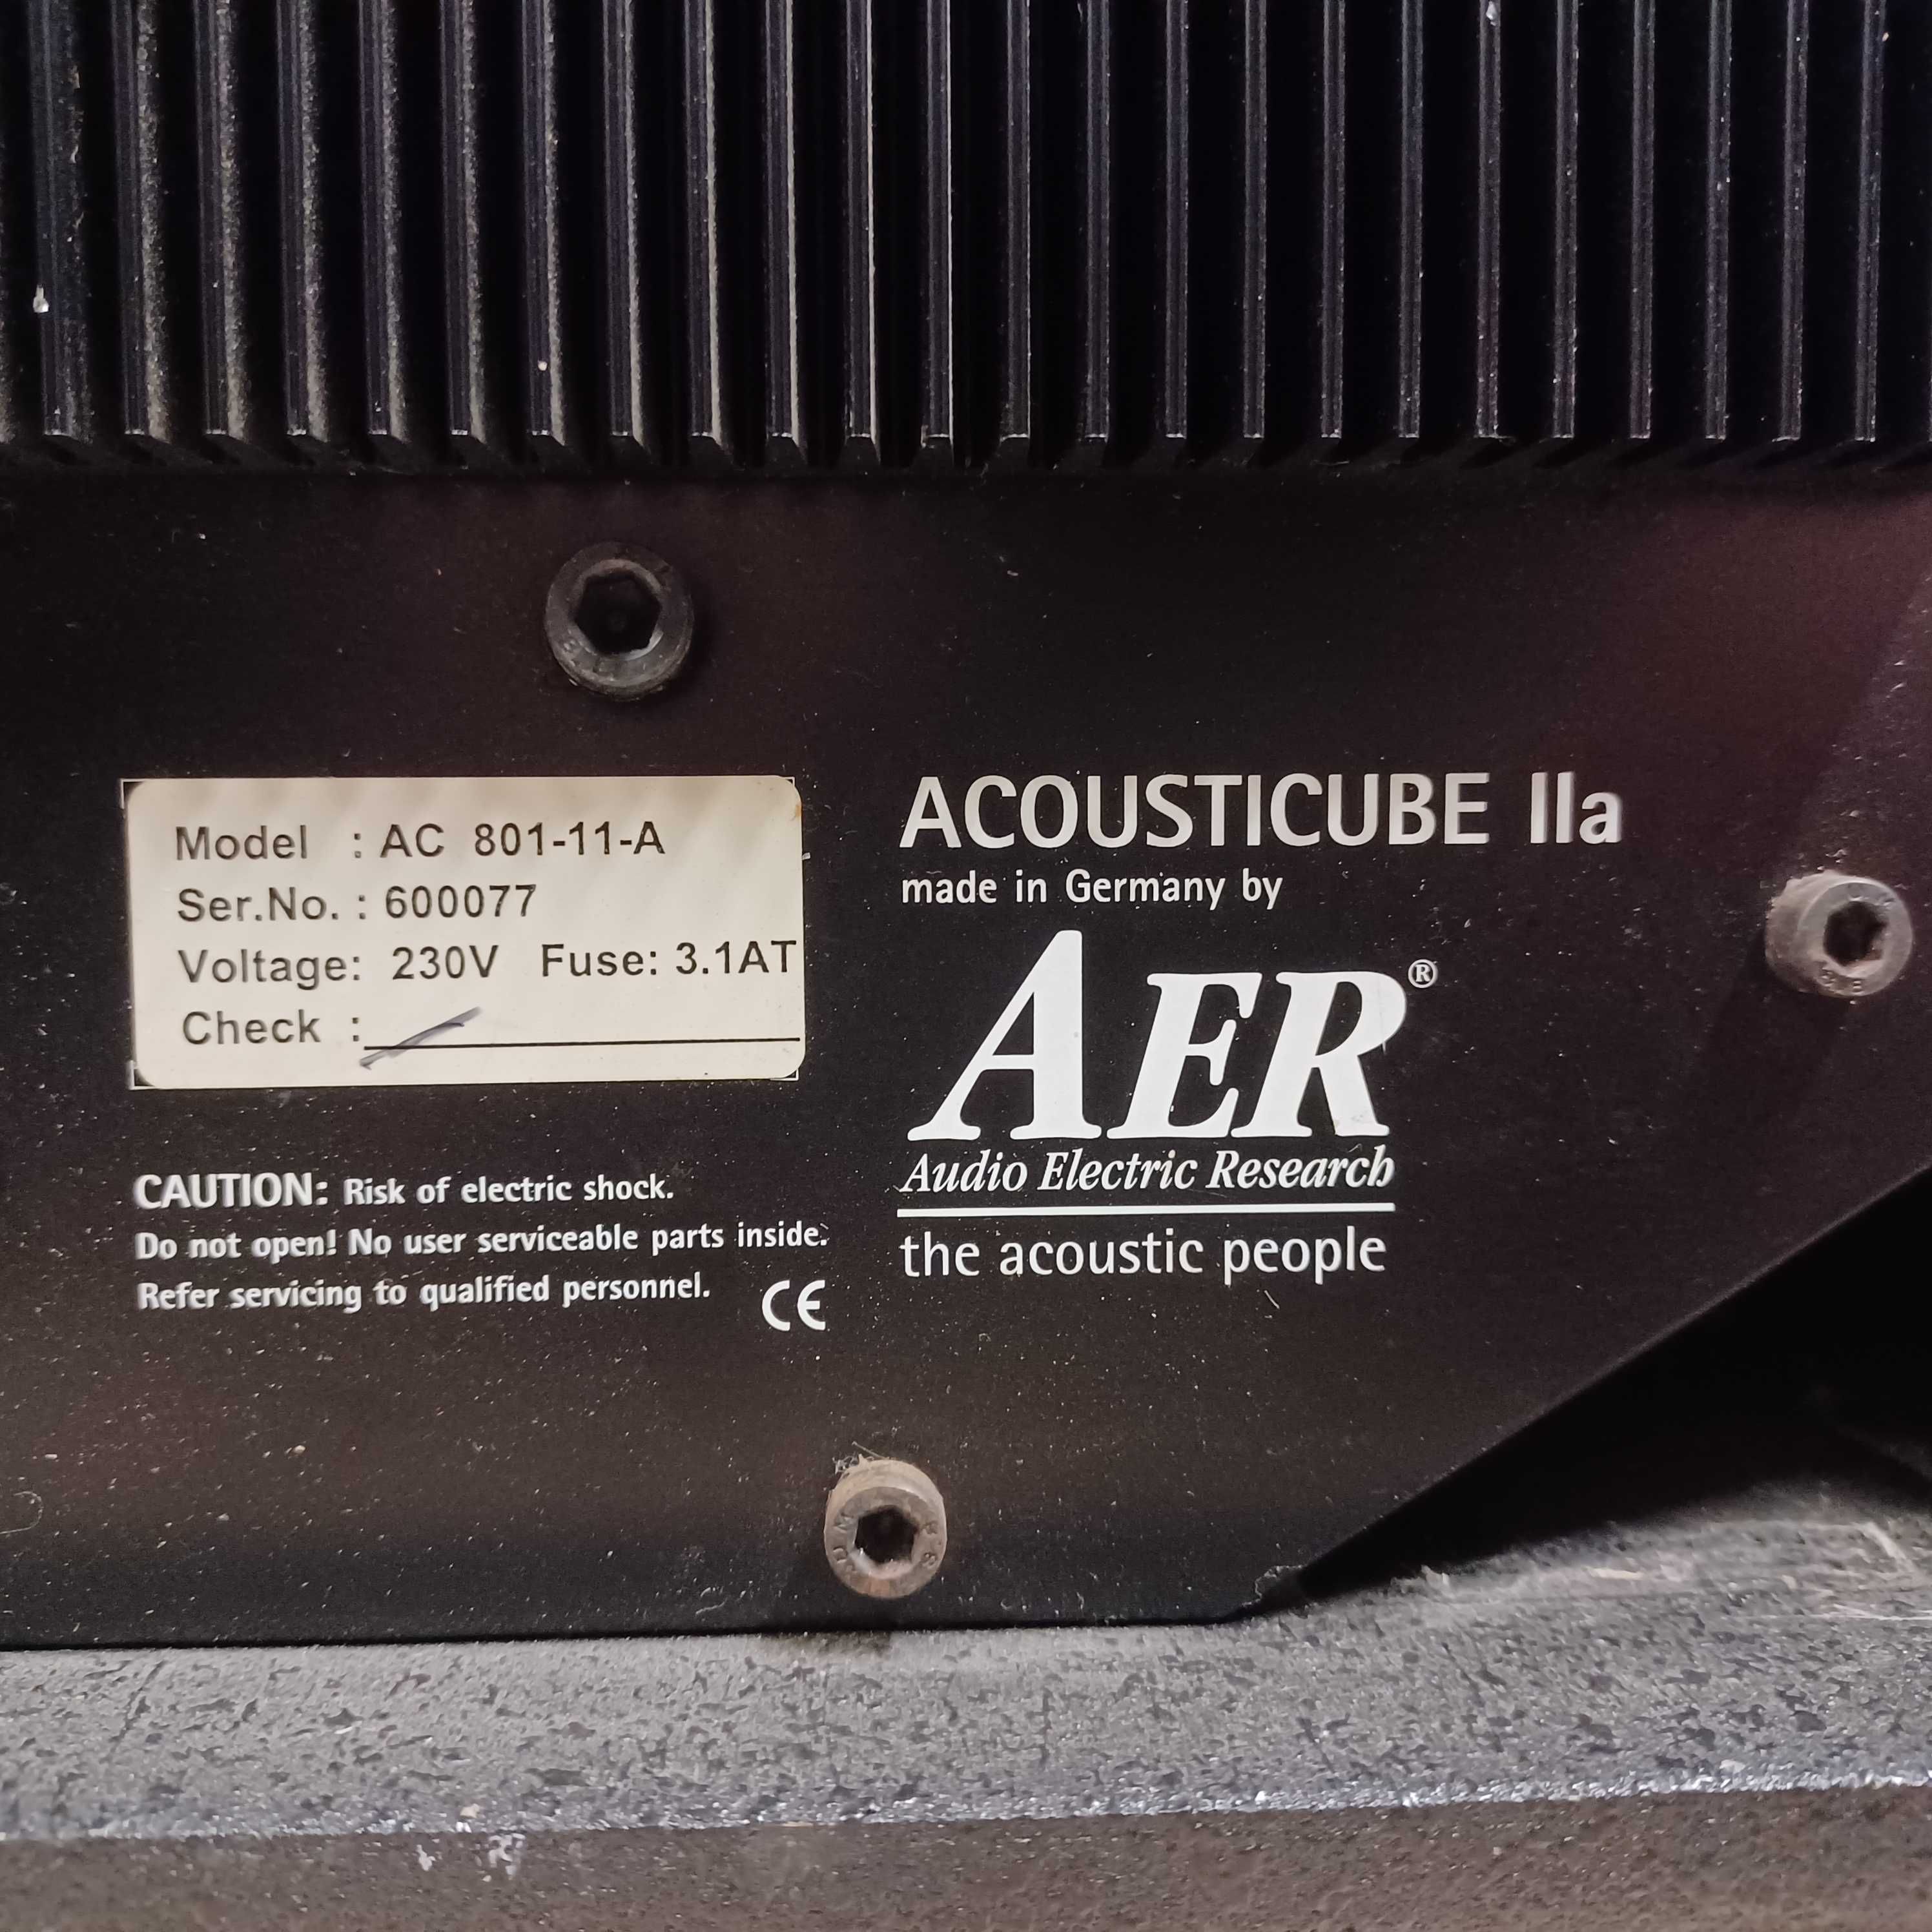 Model : AC 801-11-A
Ser.No. : 600077
Voltage: 230V Fuse: 3.1AT
Check :
ACOUSTICUBE IIa
made in Germany by
AER®
Audio Electric Research
the acoustic people
CAUTION: Risk of electric shock.
Do not open! No user serviceable parts inside.
Refer servicing to qualified personnel.
CE